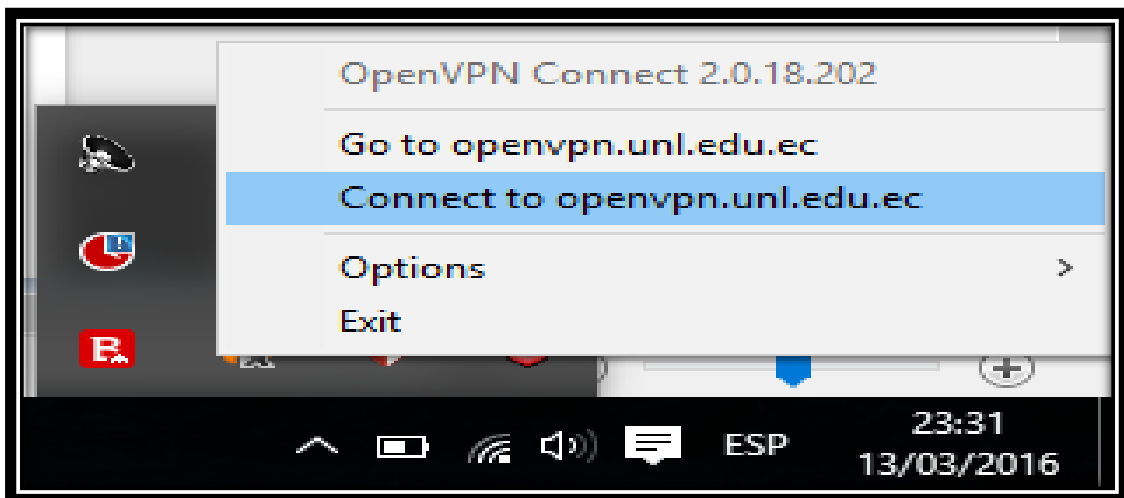 OpenVPN Connect 2.0.18.202
Go to openvpn.unl.edu.ec
Connect to openvpn.unl.edu.ec
Options
Exit
ESP
23:31
13/03/2016